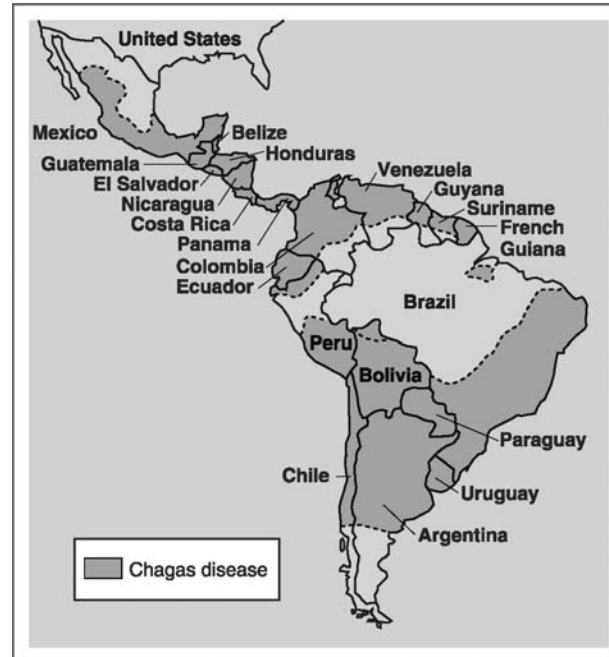 United States
Mexico
Belize
Honduras
Guatemala
El Salvador
Nicaragua
Costa Rica
Panama
Colombia
Ecuador
Venezuela
Guyana
Suriname
French
Guiana
Brazil
Peru
Bolivia
Paraguay
Chile
Uruguay
Argentina
Chagas disease